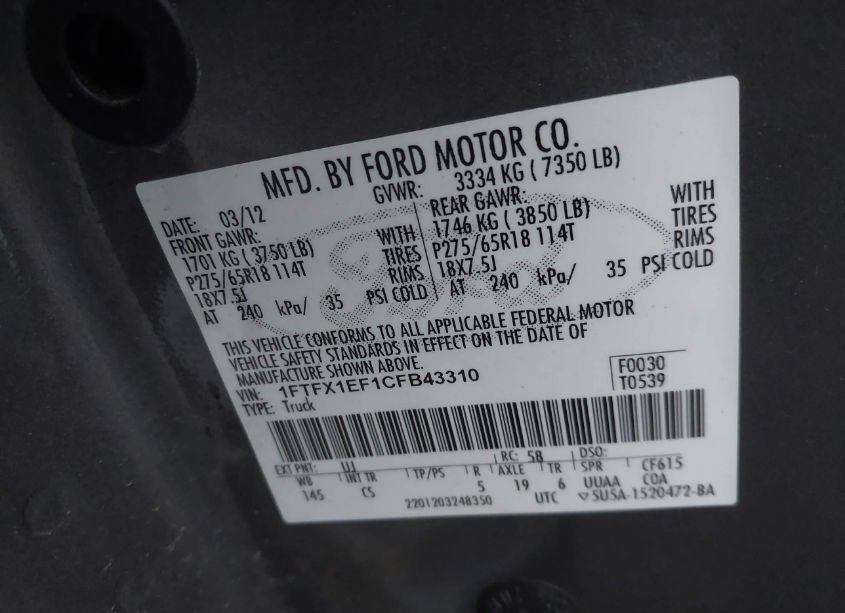 MFD. BY FORD MOTOR CO.
DATE: 03/12 GVWR: 3334 KG ( 7350 LB)
FRONT GAWR: REAR GAWR:
1701 KG ( 3750 LB) WITH 1746 KG ( 3850 LB) WITH
P275/65R18 114T TIRES P275/65R18 114T TIRES
18X7.5J RIMS 18X7.5J RIMS
AT 240 kPa/ 35 PSI COLD AT 240 kPa/ 35 PSI COLD
THIS VEHICLE CONFORMS TO ALL APPLICABLE FEDERAL MOTOR
VEHICLE SAFETY STANDARDS IN EFFECT ON THE DATE OF
MANUFACTURE SHOWN ABOVE.
VIN: 1FTFX1EF1CFB43310 F0030
TYPE: Truck T0539
EXT PNT: UJ RC: 58 DSO:
WB INT TR TP/PS R AXLE TR SPR CF615
145 CS 5 19 6 UUAA COA
2201203248350 UTC ▽5U5A-1520472-BA